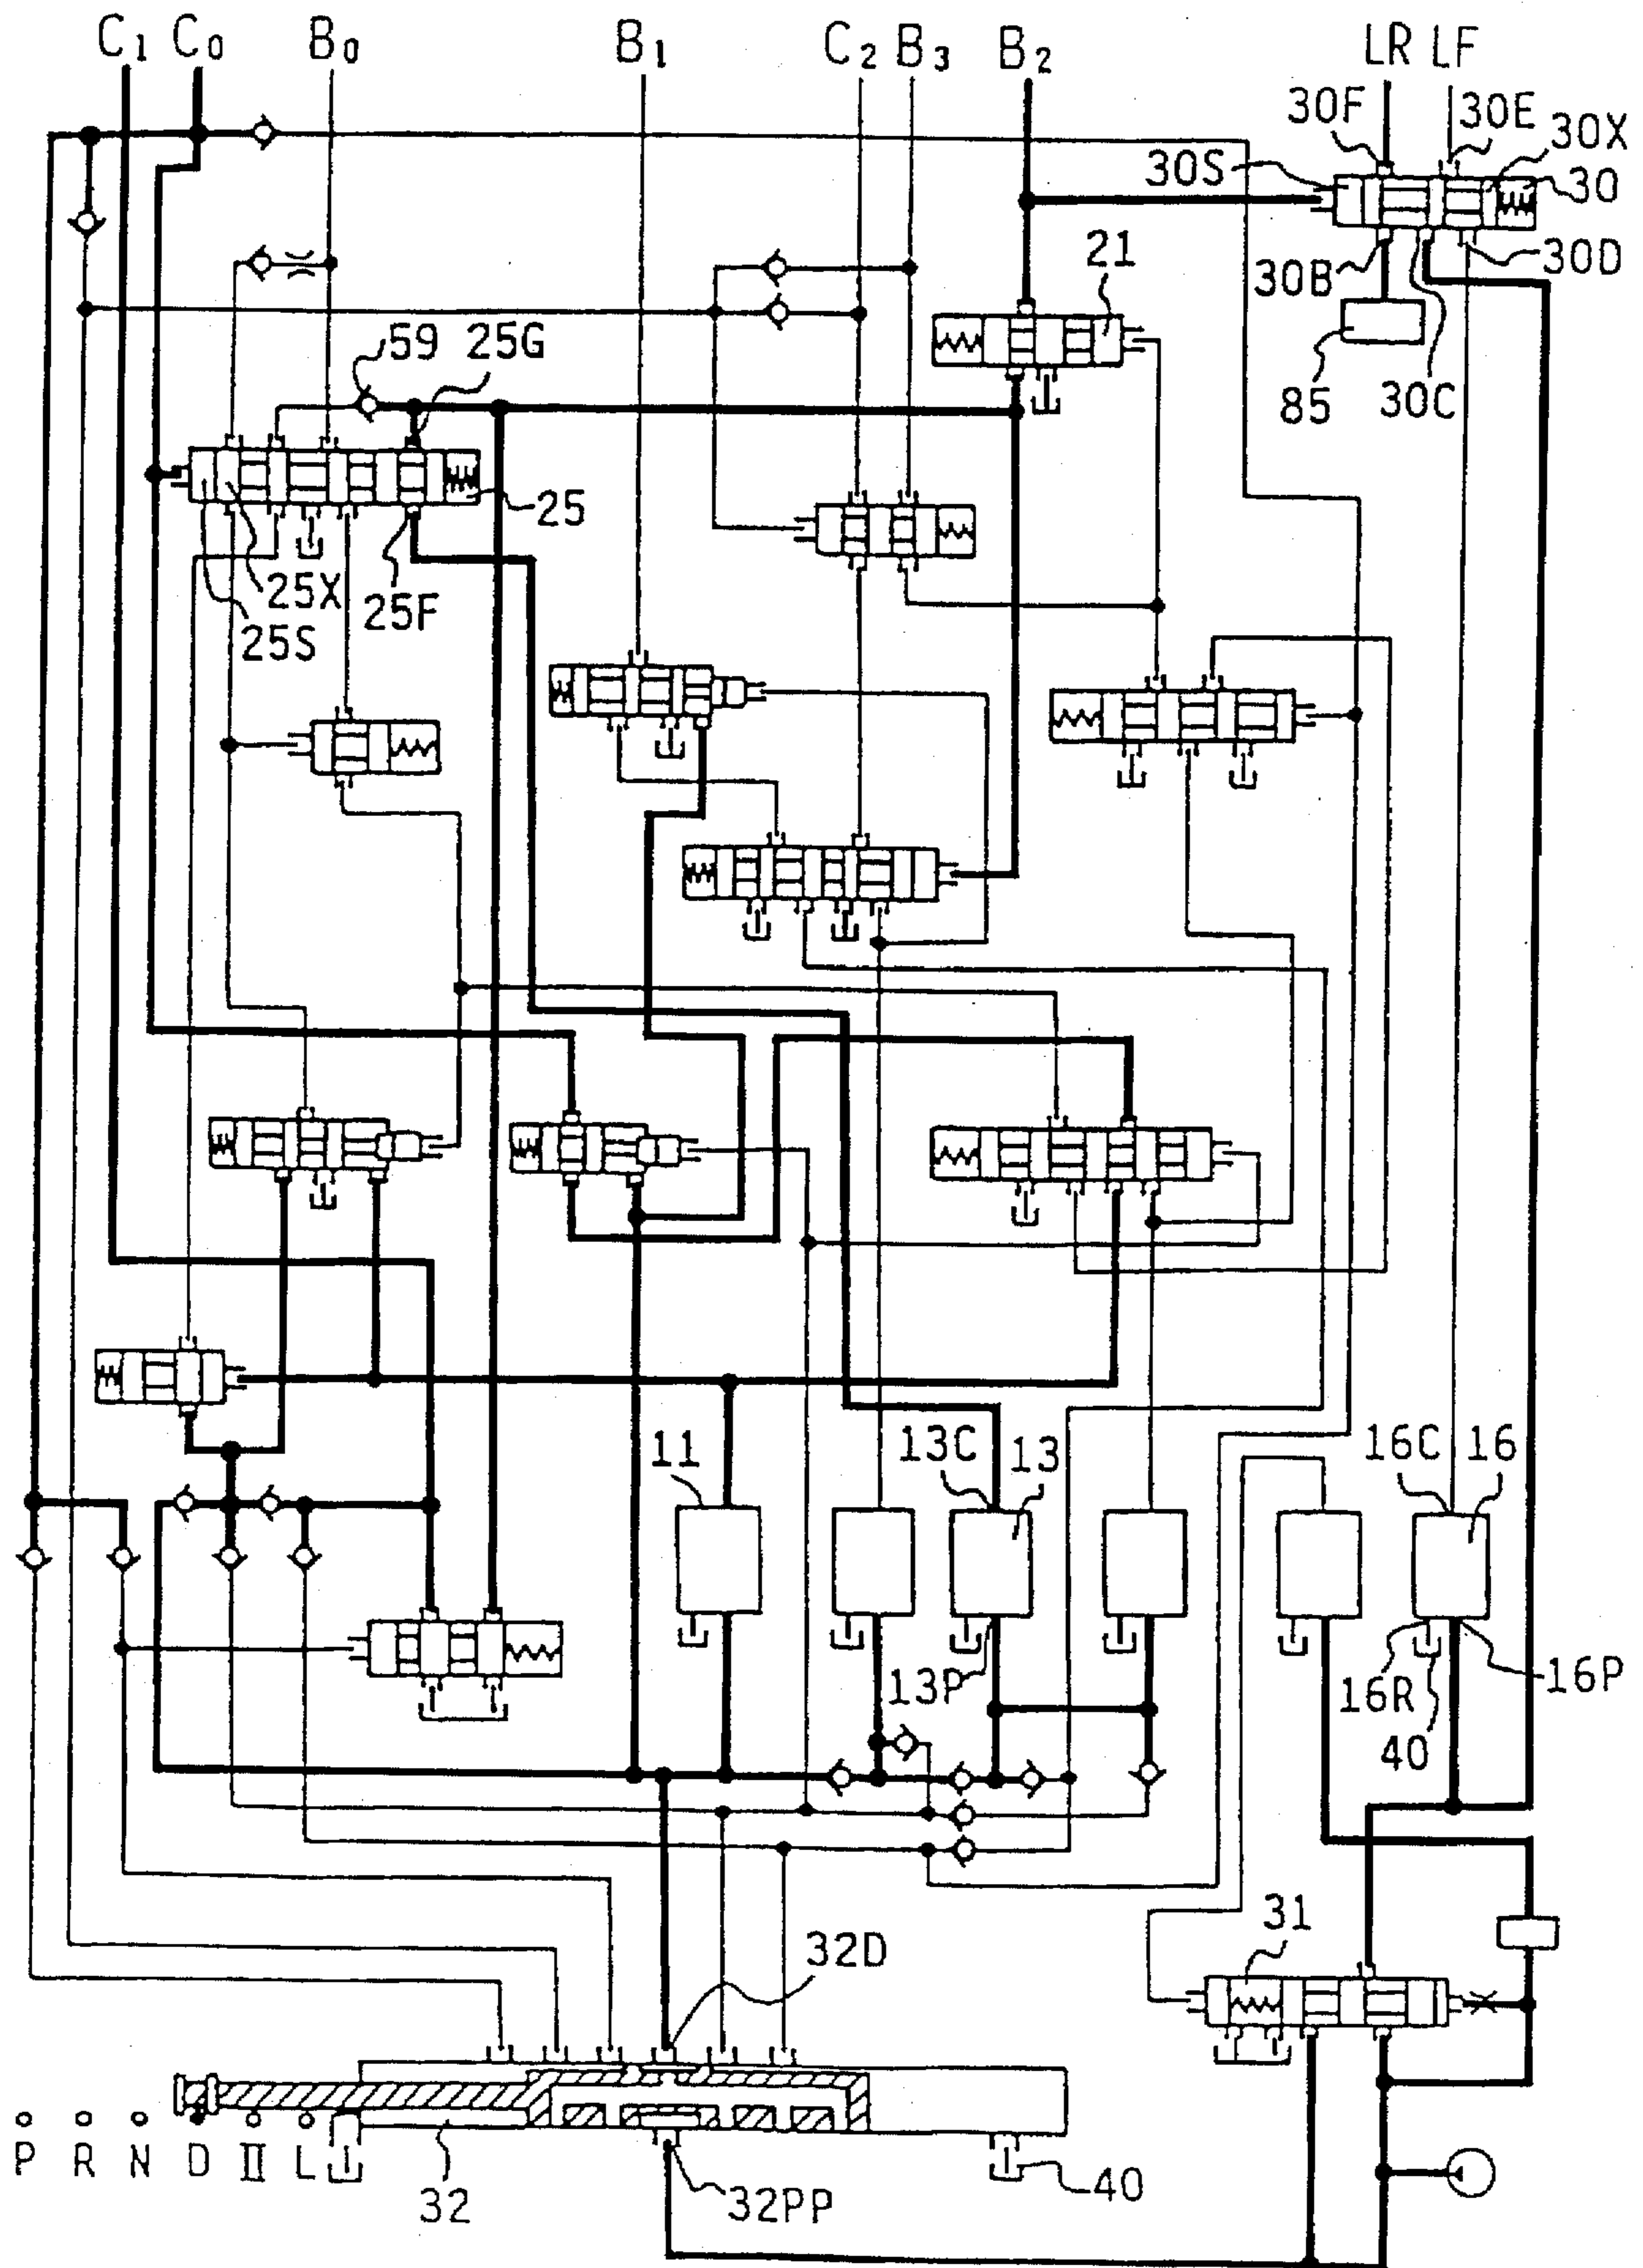 C1 C0 B0 B1 C2 B3 B2 LR LF
30F 30E 30X
30S 30
21 30B 30D
59 25G
85 30C
25
25X 25F
25S
11 13C 13 16C 16
13P 16R 16P
40
31
32D
P R N D II L
32 32PP 40